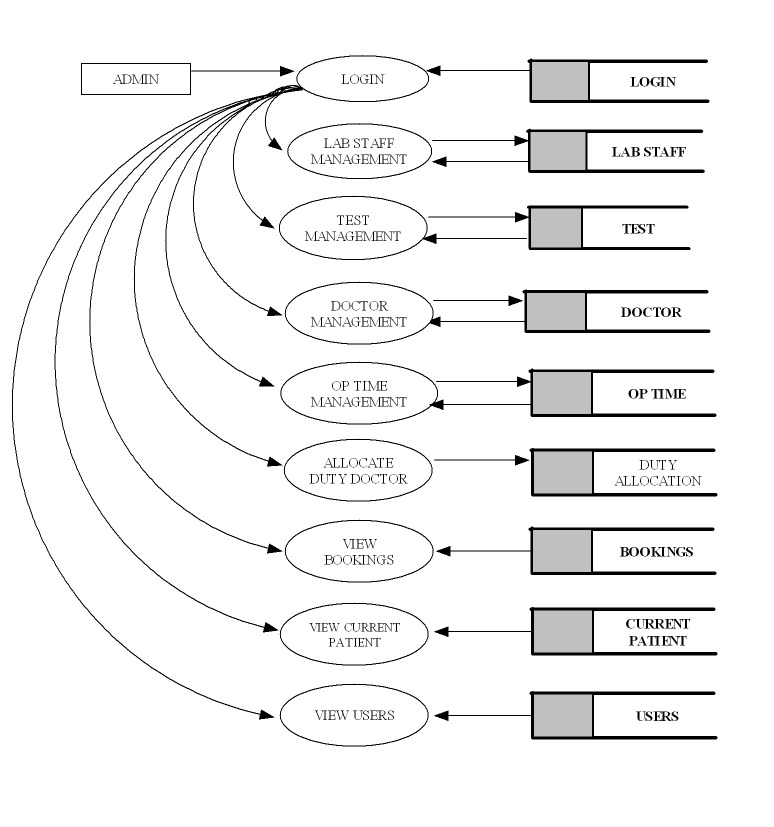 ADMIN
LOGIN
LOGIN
LAB STAFF
MANAGEMENT
LAB STAFF
TEST
MANAGEMENT
TEST
DOCTOR
MANAGEMENT
DOCTOR
OP TIME
MANAGEMENT
OP TIME
ALLOCATE
DUTY DOCTOR
DUTY
ALLOCATION
VIEW
BOOKINGS
BOOKINGS
VIEW CURRENT
PATIENT
CURRENT
PATIENT
VIEW USERS
USERS